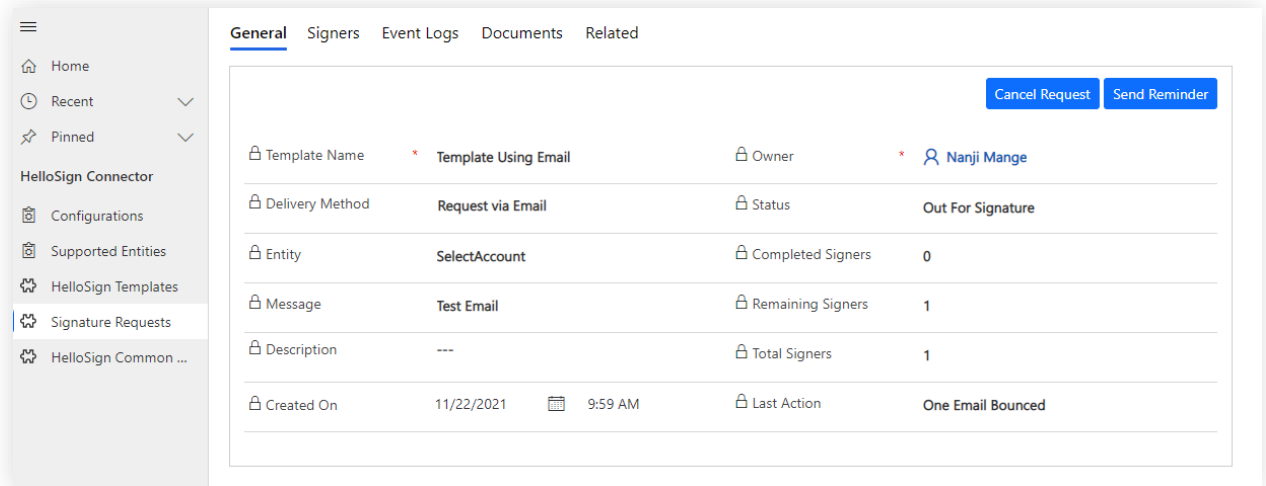 General Signers Event Logs Documents Related
Home
Recent
Pinned
HelloSign Connector
Configurations
Supported Entities
HelloSign Templates
Signature Requests
HelloSign Common ...
Cancel Request Send Reminder
Template Name * Template Using Email
Owner * Nanji Mange
Delivery Method Request via Email
Status Out For Signature
Entity SelectAccount
Completed Signers 0
Message Test Email
Remaining Signers 1
Description ---
Total Signers 1
Created On 11/22/2021 9:59 AM
Last Action One Email Bounced